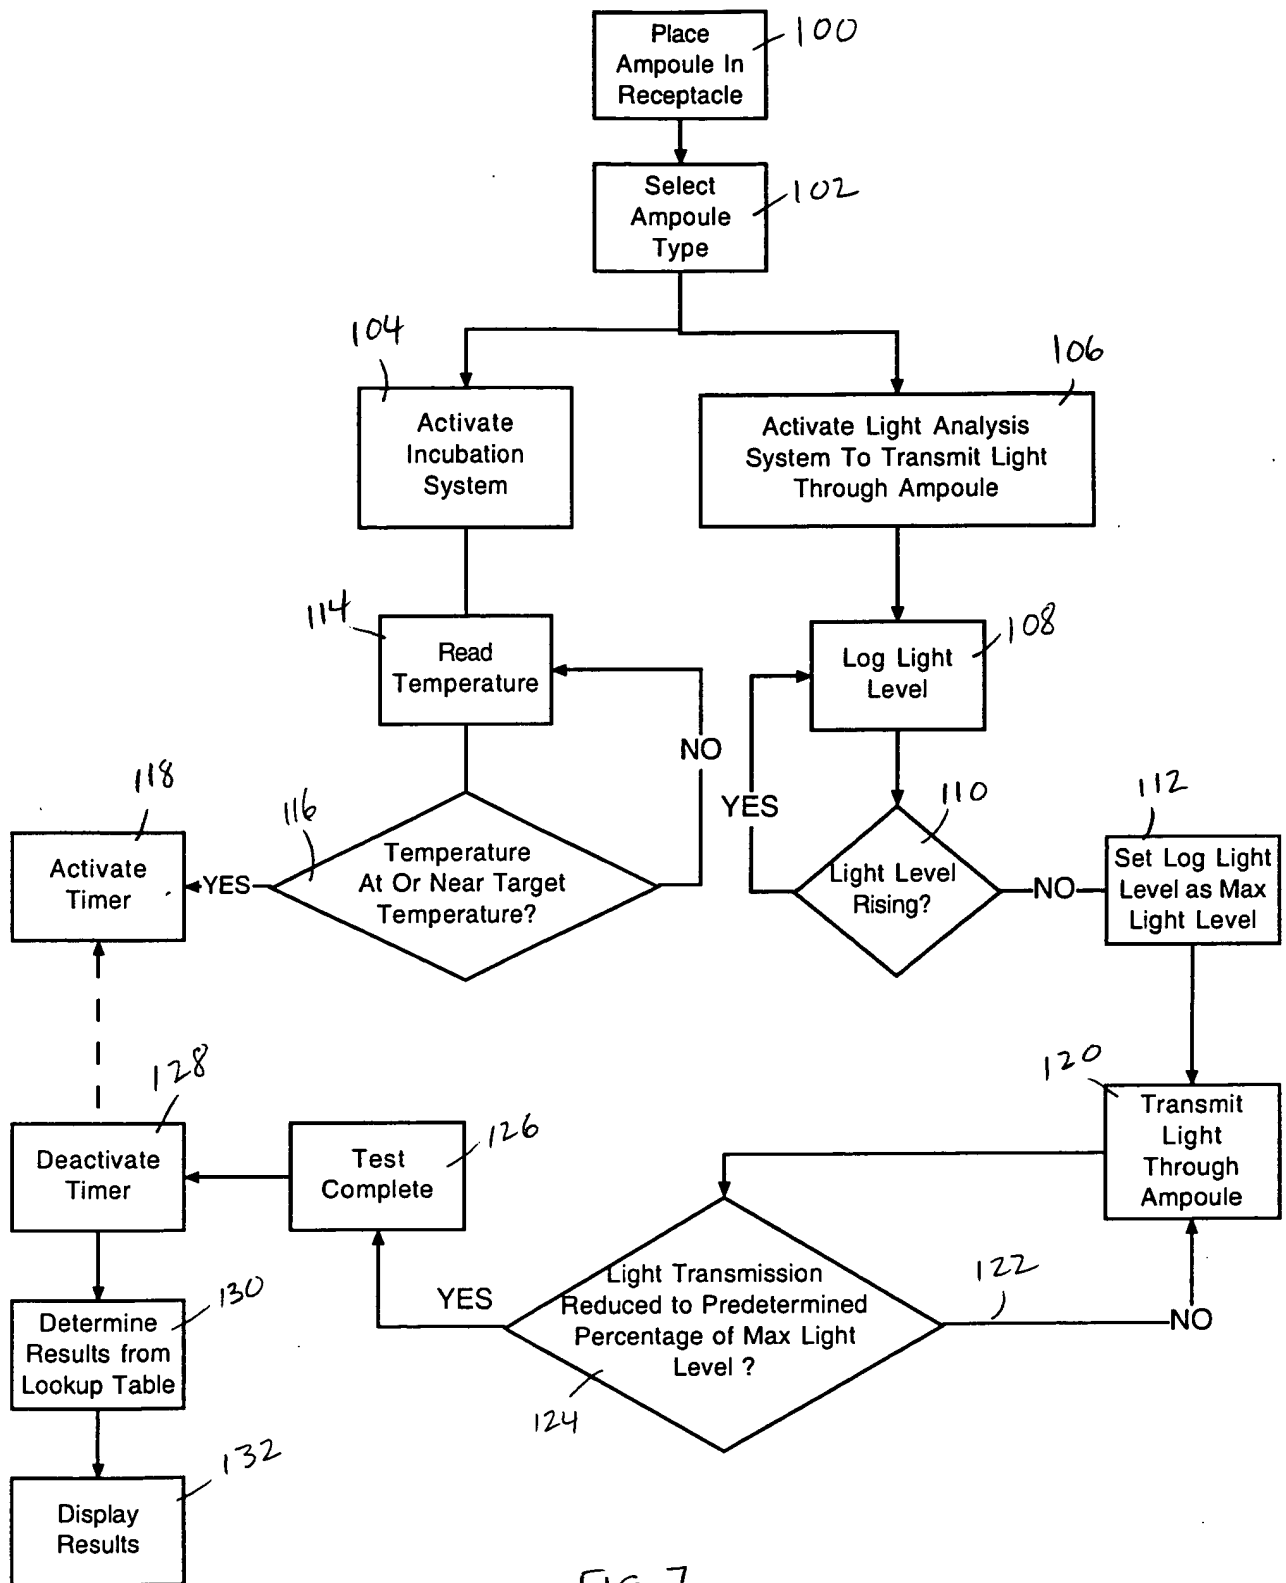 Place
Ampoule In
Receptacle
100
Select
Ampoule
Type
102
104
Activate
Incubation
System
106
Activate Light Analysis
System To Transmit Light
Through Ampoule
114
Read
Temperature
NO
108
Log Light
Level
YES
118
Activate
Timer
YES
116
Temperature
At Or Near Target
Temperature?
110
Light Level
Rising?
NO
112
Set Log Light
Level as Max
Light Level
128
Deactivate
Timer
126
Test
Complete
120
Transmit
Light
Through
Ampoule
YES
Light Transmission
Reduced to Predetermined
Percentage of Max Light
Level ?
122
NO
124
130
Determine
Results from
Lookup Table
132
Display
Results
FIG 7